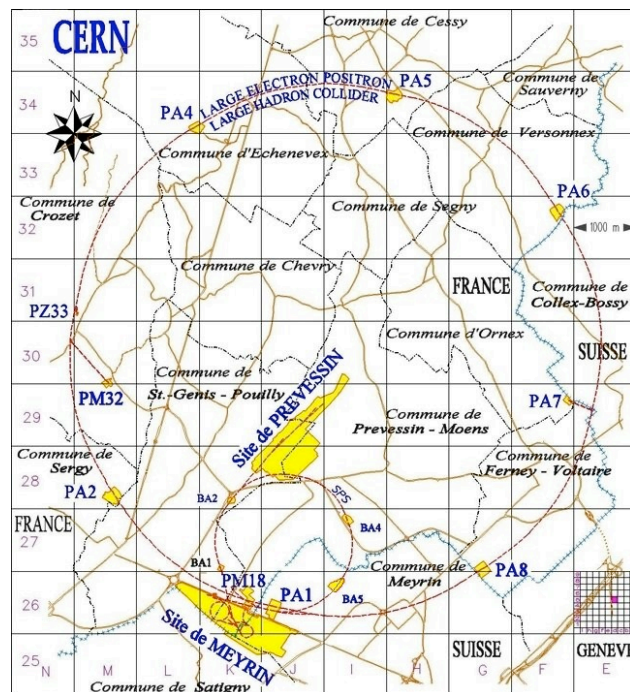 35
CERN
Commune de Cessy
LARGE ELECTRON POSITRON
LARGE HADRON COLLIDER
PA5
Commune de
Sauverny
34
PA4
N
Commune de Versonnex
33
Commune d'Echenevex
PA6
Commune de
Crozet
Commune de Segny
32
1000 m
Commune de Chevry
FRANCE
Commune de
Collex-Bossy
31
PZ33
Commune d'Ornex
SUISSE
30
Commune de
St.-Genis - Pouilly
PM32
PA7
Site de PREVESSIN
Commune de
Prevessin - Moens
29
Commune de
Sergy
Commune de
Ferney - Voltaire
28
PA2
BA2
SPS
FRANCE
BA4
27
BA1
Commune de
Meyrin
PA8
PM18
PA1
BA5
26
Site de MEYRIN
SUISSE
GENEVE
25
N
M
L
K
J
I
H
G
F
E
Commune de Satigny